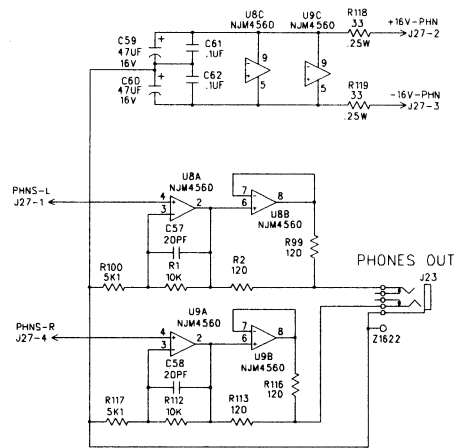 U8C
NJM4560
U9C
NJM4560
R118
33
.25W
+16V-PHN
J27-2
C59
47UF
16V
+
C61
.1UF
C60
47UF
16V
+
C62
.1UF
9
5
9
5
R119
33
.25W
-16V-PHN
J27-3
PHNS-L
J27-1
U8A
NJM4560
4
3
2
+
-
7
6
8
-
+
U8B
NJM4560
C57
20PF
R99
120
R100
5K1
R1
10K
R2
120
PHONES OUT
J23
Z1622
PHNS-R
J27-4
U9A
NJM4560
4
3
2
+
-
7
6
8
-
+
U9B
NJM4560
C58
20PF
R116
120
R117
5K1
R112
10K
R113
120